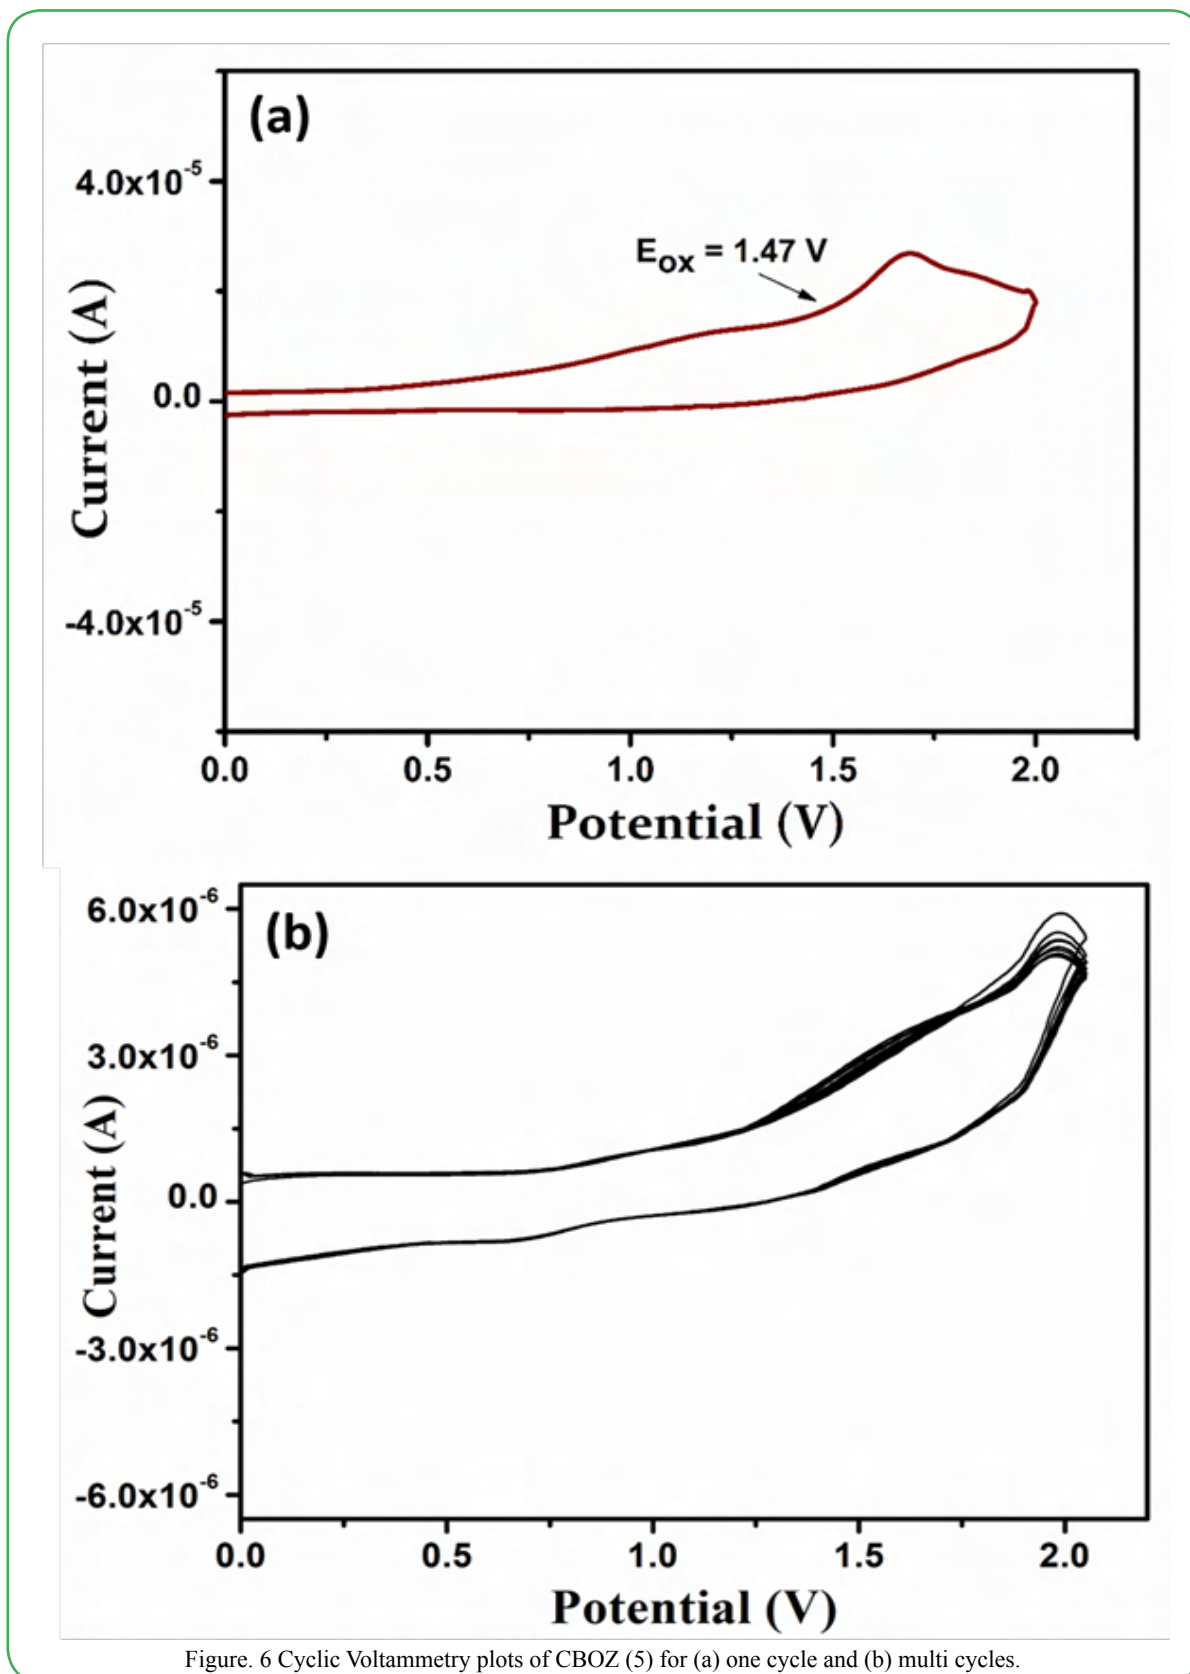 (a)
4.0x10⁻⁵
0.0
-4.0x10⁻⁵
Current (A)
E_ox = 1.47 V
0.0 0.5 1.0 1.5 2.0
Potential (V)
(b)
6.0x10⁻⁶
3.0x10⁻⁶
0.0
-3.0x10⁻⁶
-6.0x10⁻⁶
Current (A)
0.0 0.5 1.0 1.5 2.0
Potential (V)
Figure. 6 Cyclic Voltammetry plots of CBOZ (5) for (a) one cycle and (b) multi cycles.